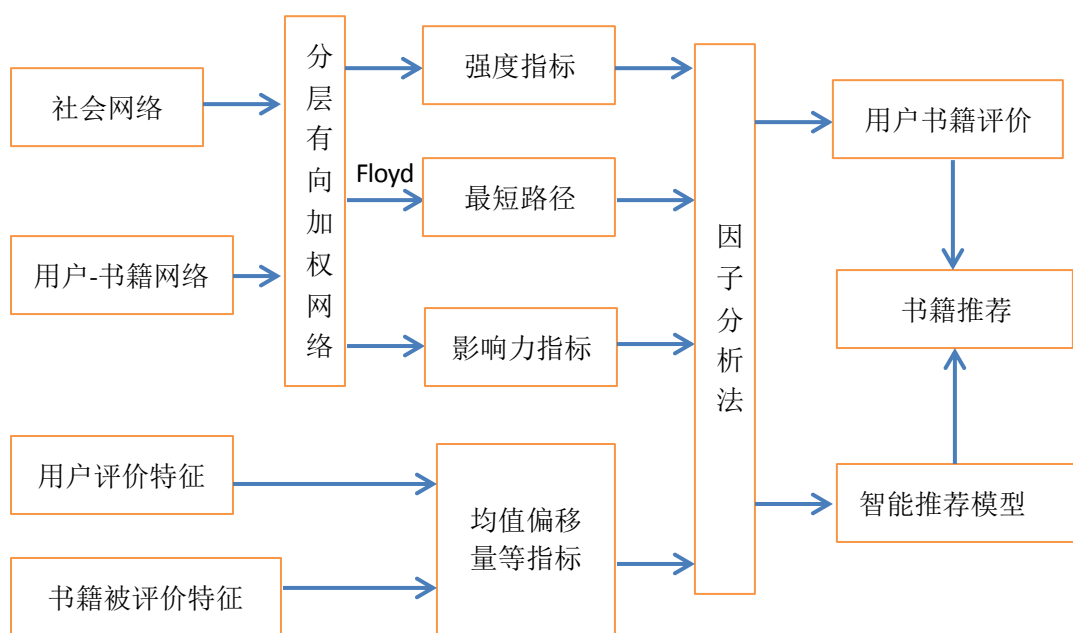 社会网络
用户-书籍网络
分层有向加权网络
强度指标
Floyd
最短路径
影响力指标
用户评价特征
书籍被评价特征
均值偏移
量等指标
因子分析法
用户书籍评价
书籍推荐
智能推荐模型